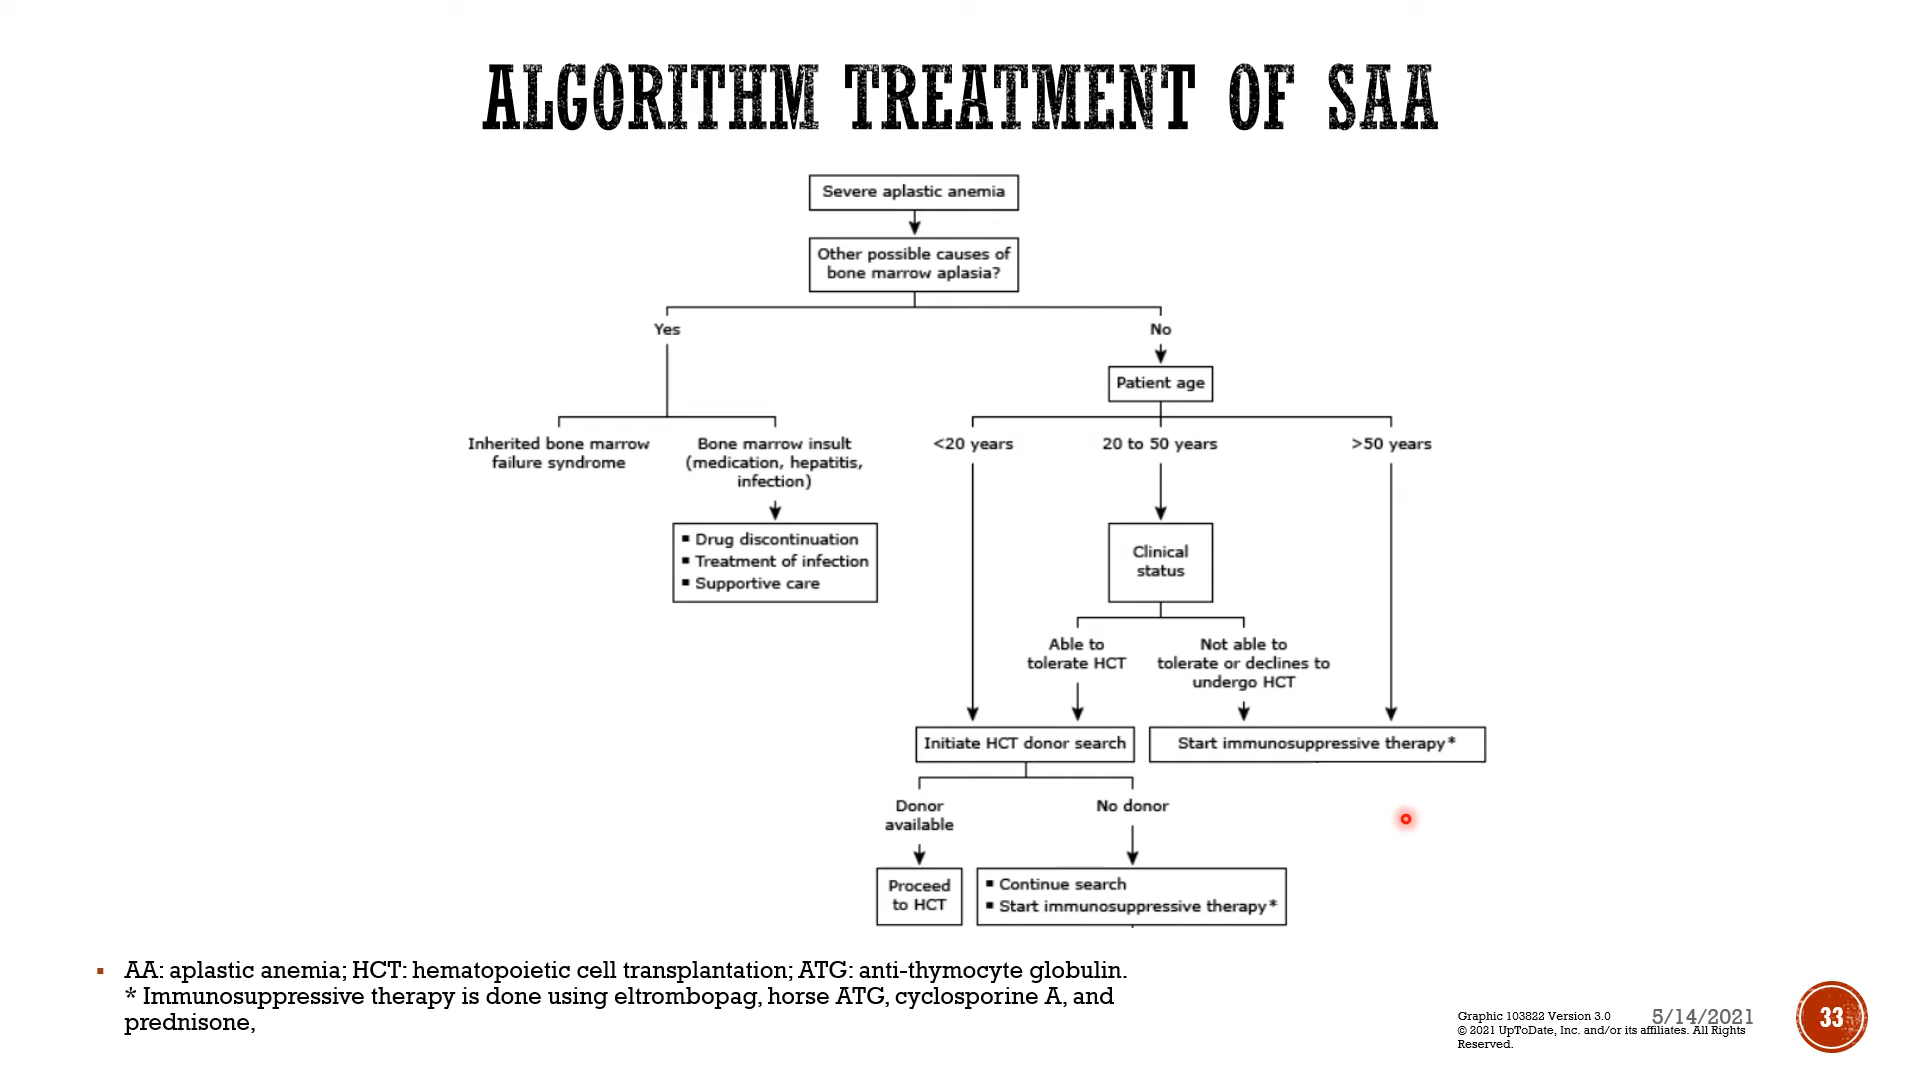 ALGORITHM TREATMENT OF SAA
Severe aplastic anemia
Other possible causes of
bone marrow aplasia?
Yes
No
Patient age
Inherited bone marrow
failure syndrome
Bone marrow insult
(medication, hepatitis,
infection)
<20 years
20 to 50 years
>50 years
▪ Drug discontinuation
▪ Treatment of infection
▪ Supportive care
Clinical
status
Able to
tolerate HCT
Not able to
tolerate or declines to
undergo HCT
Initiate HCT donor search
Start immunosuppressive therapy*
Donor
available
No donor
Proceed
to HCT
▪ Continue search
▪ Start immunosuppressive therapy*
▪ AA: aplastic anemia; HCT: hematopoietic cell transplantation; ATG: anti-thymocyte globulin.
* Immunosuppressive therapy is done using eltrombopag, horse ATG, cyclosporine A, and
prednisone,
Graphic 103822 Version 3.0
© 2021 UpToDate, Inc. and/or its affiliates. All Rights
Reserved.
5/14/2021
33